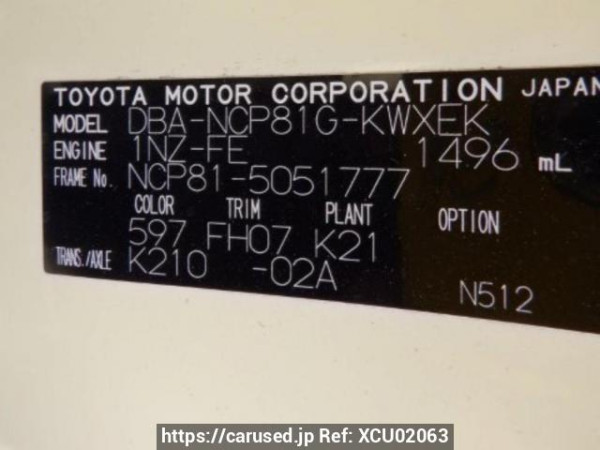 TOYOTA MOTOR CORPORATION JAPAN
MODEL DBA-NCP81G-KWXEK
ENGINE 1NZ-FE 1496 mL
FRAME No. NCP81-5051777
COLOR TRIM PLANT OPTION
597 FH07 K21
TRANS./AXLE K210 -02A
N512
https://carused.jp Ref: XCU02063